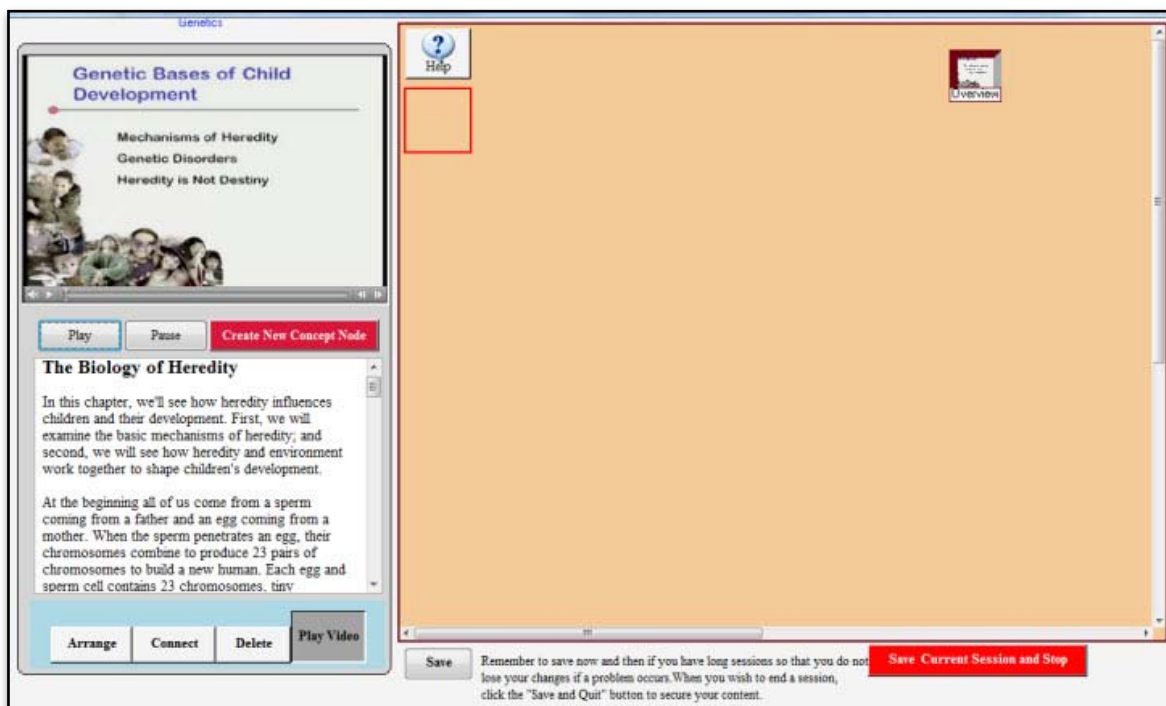 Genetics
Genetic Bases of Child
Development
Mechanisms of Heredity
Genetic Disorders
Heredity is Not Destiny
Play
Pause
Create New Concept Node
The Biology of Heredity
In this chapter, we'll see how heredity influences
children and their development. First, we will
examine the basic mechanisms of heredity; and
second, we will see how heredity and environment
work together to shape children's development.
At the beginning all of us come from a sperm
coming from a father and an egg coming from a
mother. When the sperm penetrates an egg, their
chromosomes combine to produce 23 pairs of
chromosomes to build a new human. Each egg and
sperm cell contains 23 chromosomes, tiny
Arrange
Connect
Delete
Play Video
Help
Overview
Save
Remember to save now and then if you have long sessions so that you do not
lose your changes if a problem occurs.When you wish to end a session,
click the "Save and Quit" button to secure your content.
Save Current Session and Stop